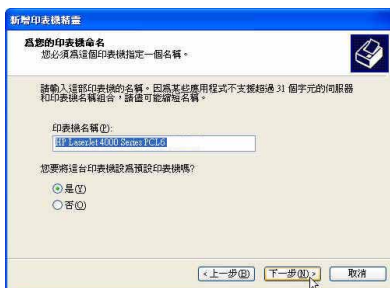 新增印表機精靈
為您的印表機命名
您必須為這個印表機指定一個名稱。
請輸入這部印表機的名稱。因為某些應用程式不支援超過 31 個字元的伺服器
和印表機名稱組合,請儘可能縮短名稱。
印表機名稱(P):
HP LaserJet 4000 Series PCL6
您要將這台印表機設為預設印表機嗎?
是(Y)
否(O)
<上一步(B)
下一步(N)>
取消